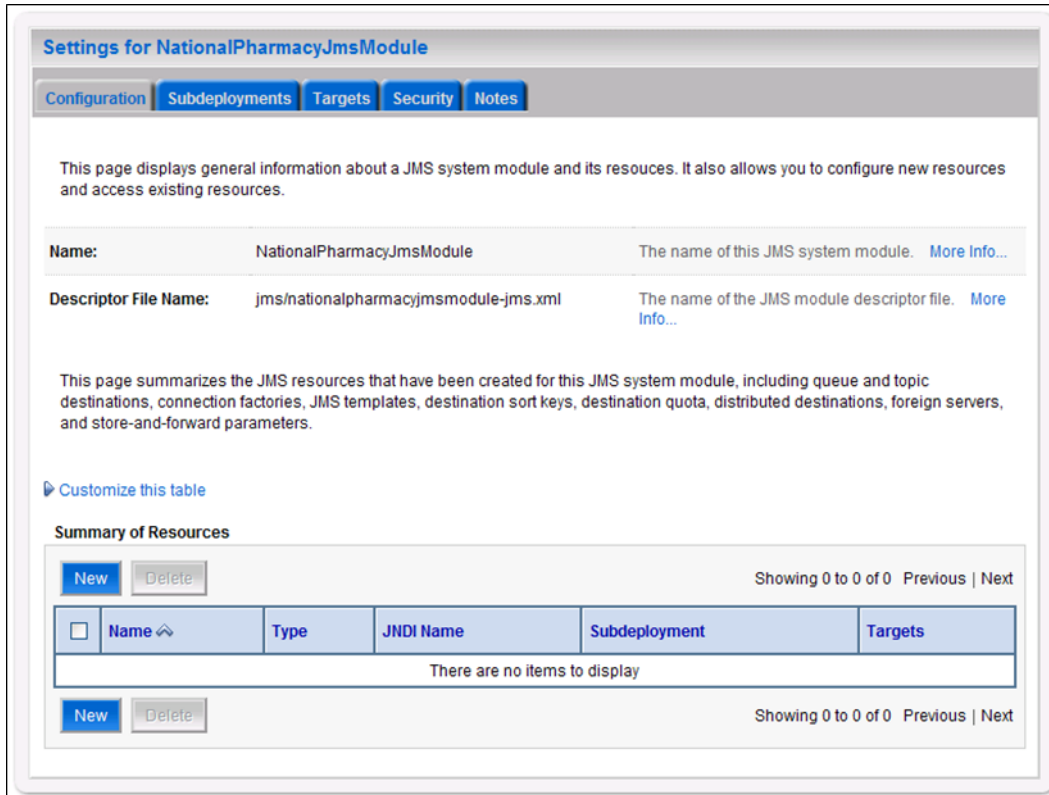 Settings for NationalPharmacyJmsModule
Configuration Subdeployments Targets Security Notes
This page displays general information about a JMS system module and its resouces. It also allows you to configure new resources
and access existing resources.
Name: NationalPharmacyJmsModule The name of this JMS system module. More Info...
Descriptor File Name: jms/nationalpharmacyjmsmodule-jms.xml The name of the JMS module descriptor file. More
Info...
This page summarizes the JMS resources that have been created for this JMS system module, including queue and topic
destinations, connection factories, JMS templates, destination sort keys, destination quota, distributed destinations, foreign servers,
and store-and-forward parameters.
Customize this table
Summary of Resources
New Delete Showing 0 to 0 of 0 Previous | Next
Name Type JNDI Name Subdeployment Targets
There are no items to display
New Delete Showing 0 to 0 of 0 Previous | Next